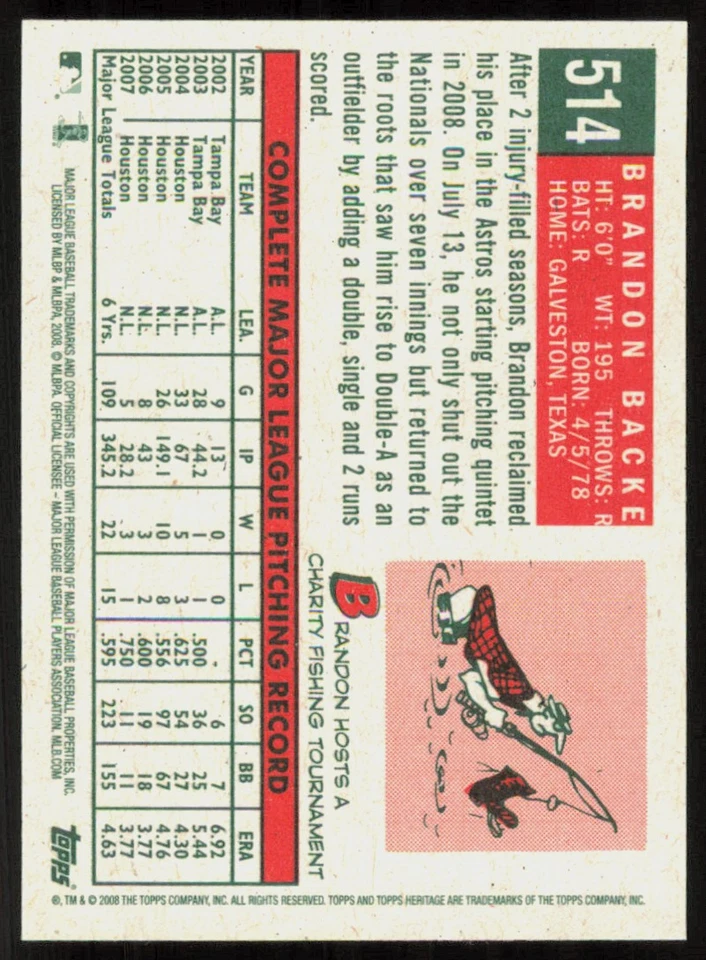 514
BRANDON BACKE
HT: 6'0" WT: 195 THROWS: R
BATS: R BORN: 4/5/78
HOME: GALVESTON, TEXAS
After 2 injury-filled seasons, Brandon reclaimed
his place in the Astros starting pitching quintet
in 2008. On July 13, he not only shut out the
Nationals over seven innings but returned to
the roots that saw him rise to Double-A as an
outfielder by adding a double, single and 2 runs
scored.
BRANDON HOSTS A
CHARITY FISHING TOURNAMENT
COMPLETE MAJOR LEAGUE PITCHING RECORD
YEAR TEAM LEA. G IP W L PCT SO BB ERA
2002 Tampa Bay A.L. 9 13 0 0 - 6 7 6.92
2003 Tampa Bay A.L. 28 44.2 1 1 .500 36 25 5.44
2004 Houston N.L. 33 67 5 3 .625 54 27 4.30
2005 Houston N.L. 26 149.1 10 8 .556 97 67 4.76
2006 Houston N.L. 8 43 3 2 .600 19 18 3.77
2007 Houston N.L. 5 28.2 3 1 .750 11 11 3.77
Major League Totals 6 Yrs. 109 345.2 22 15 .595 223 155 4.63
MAJOR LEAGUE BASEBALL TRADEMARKS AND COPYRIGHTS ARE USED WITH PERMISSION OF MAJOR LEAGUE BASEBALL PROPERTIES, INC.
LICENSED BY MLBP & MLBPA, 2008. © MLBPA. OFFICIAL LICENSEE – MAJOR LEAGUE BASEBALL PLAYERS ASSOCIATION. MLB.COM
topps
®, TM & © 2008 THE TOPPS COMPANY, INC. ALL RIGHTS RESERVED. TOPPS AND TOPPS HERITAGE ARE TRADEMARKS OF THE TOPPS COMPANY, INC.